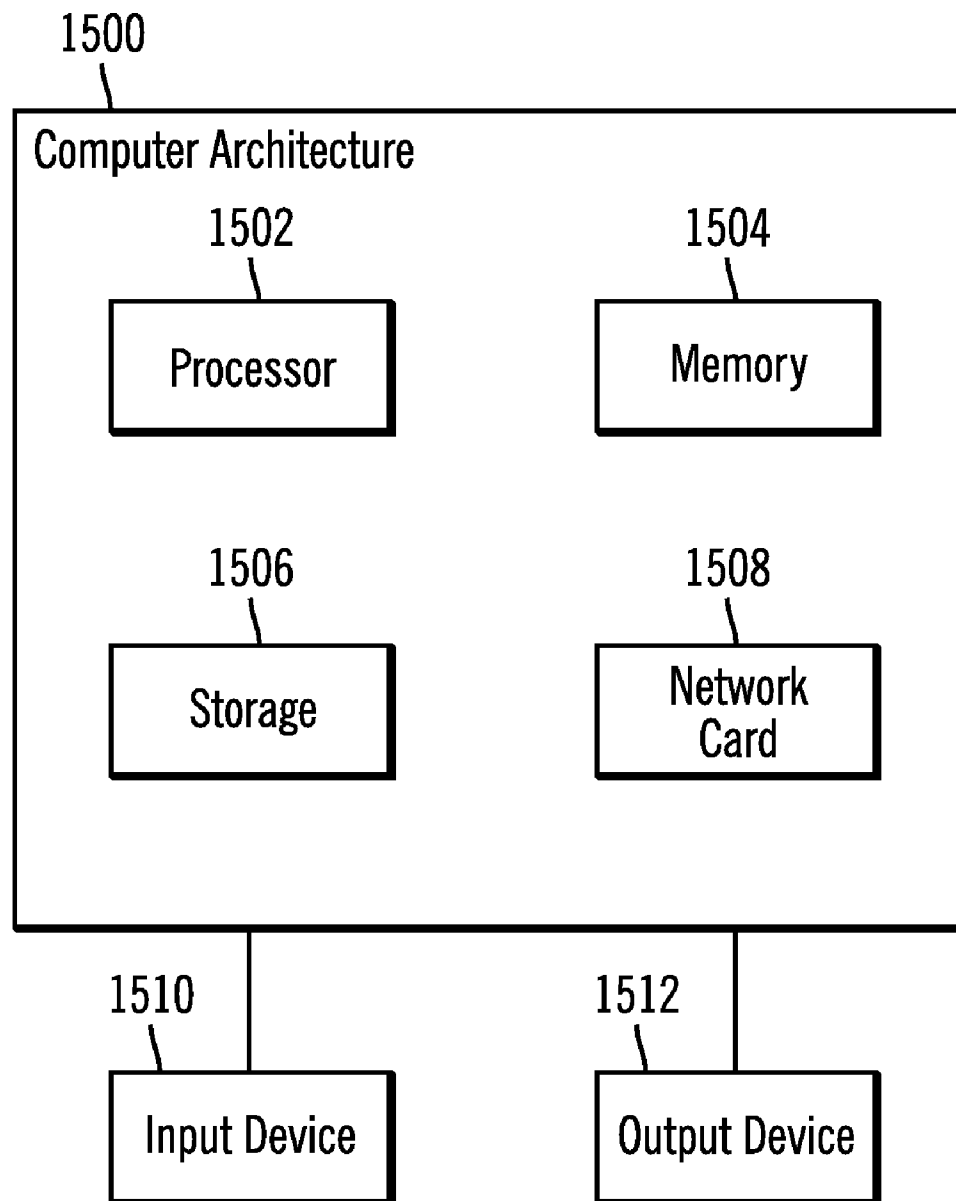 1500
Computer Architecture
1502
1504
Processor
Memory
1506
1508
Storage
Network
Card
1510
1512
Input Device
Output Device